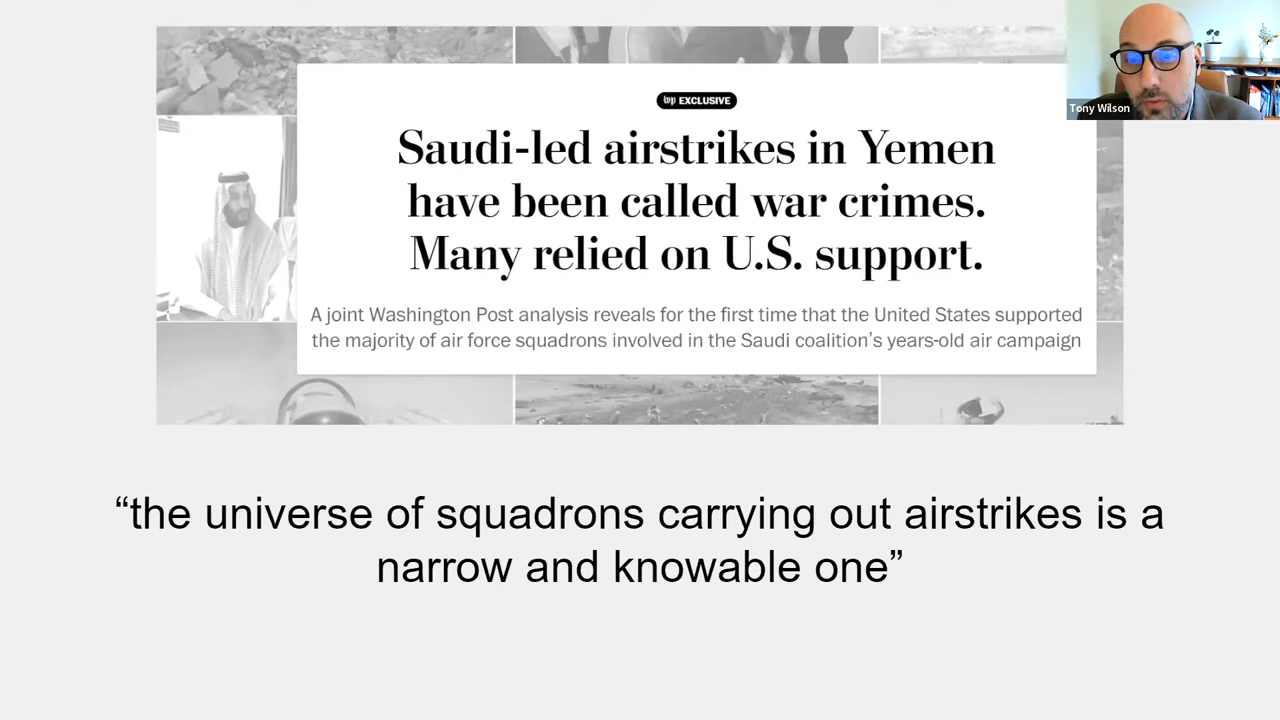 wp EXCLUSIVE
Saudi-led airstrikes in Yemen
have been called war crimes.
Many relied on U.S. support.
A joint Washington Post analysis reveals for the first time that the United States supported
the majority of air force squadrons involved in the Saudi coalition’s years-old air campaign
Tony Wilson
“the universe of squadrons carrying out airstrikes is a
narrow and knowable one”